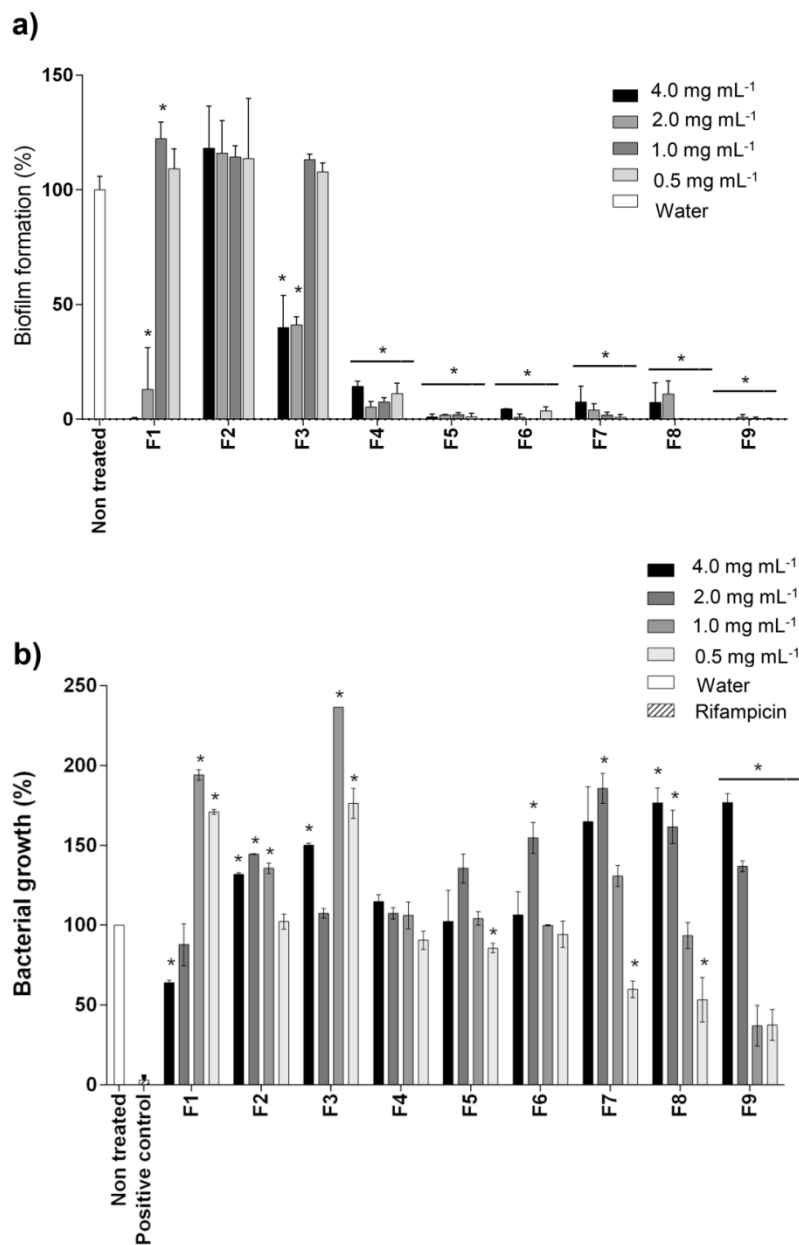 a)
150
100
50
0
Biofilm formation (%)
4.0 mg mL⁻¹
2.0 mg mL⁻¹
1.0 mg mL⁻¹
0.5 mg mL⁻¹
Water
* * * * * * * * * *
Non treated
F1
F2
F3
F4
F5
F6
F7
F8
F9
4.0 mg mL⁻¹
2.0 mg mL⁻¹
1.0 mg mL⁻¹
0.5 mg mL⁻¹
Water
Rifampicin
b)
250
200
150
100
50
0
Bacterial growth (%)
* * * * * * * * * * * * * * * * *
Non treated
Positive control
F1
F2
F3
F4
F5
F6
F7
F8
F9